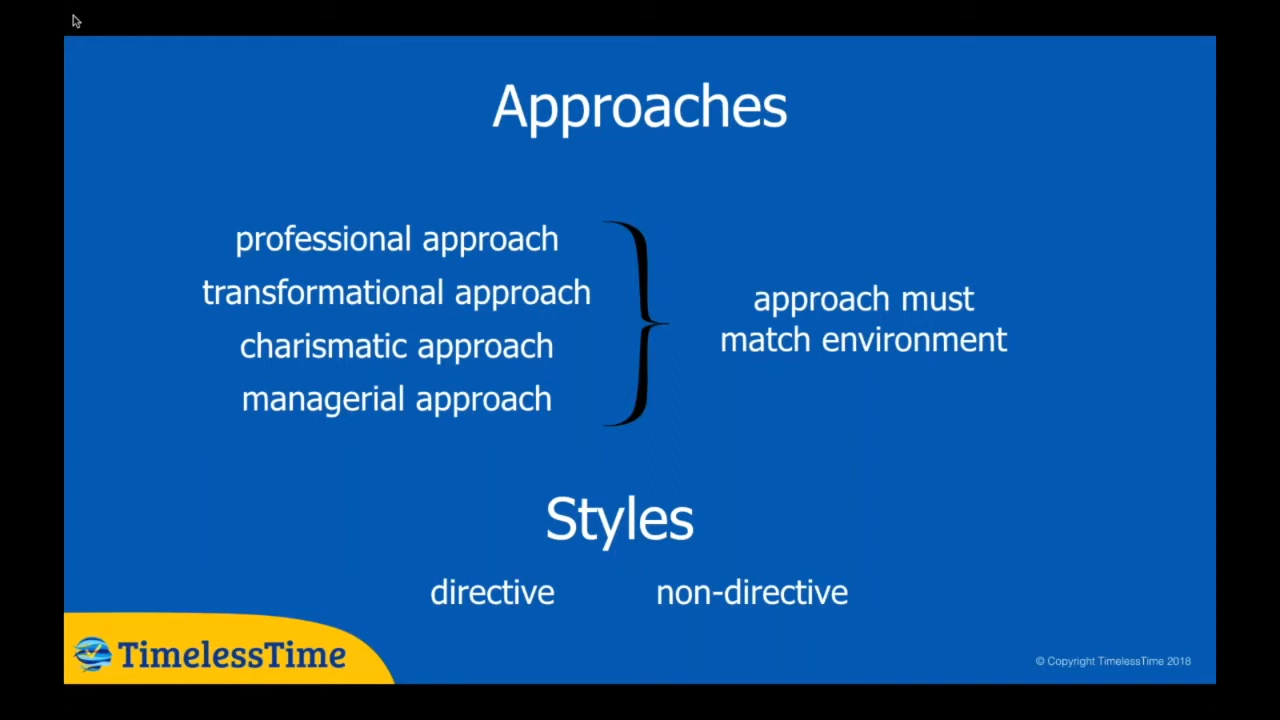 Approaches
professional approach
transformational approach
charismatic approach
managerial approach
approach must
match environment
Styles
directive
non-directive
TimelessTime
© Copyright TimelessTime 2018